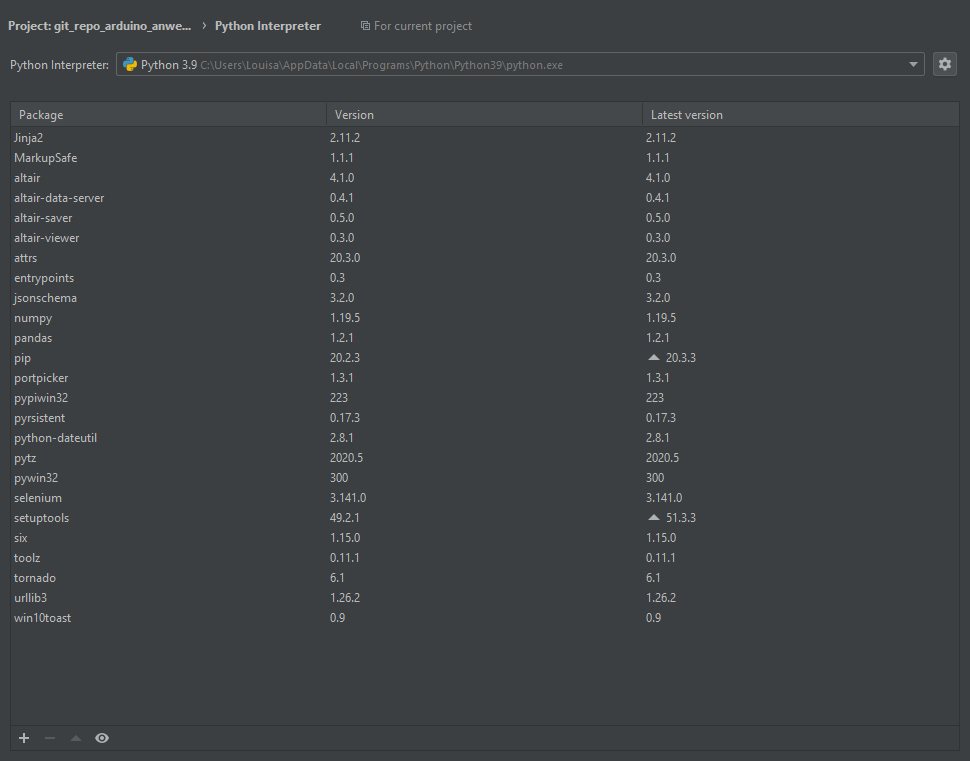 Project: git_repo_arduino_anwe... › Python Interpreter For current project
Python Interpreter: Python 3.9 C:\Users\Louisa\AppData\Local\Programs\Python\Python39\python.exe
Package Version Latest version
Jinja2 2.11.2 2.11.2
MarkupSafe 1.1.1 1.1.1
altair 4.1.0 4.1.0
altair-data-server 0.4.1 0.4.1
altair-saver 0.5.0 0.5.0
altair-viewer 0.3.0 0.3.0
attrs 20.3.0 20.3.0
entrypoints 0.3 0.3
jsonschema 3.2.0 3.2.0
numpy 1.19.5 1.19.5
pandas 1.2.1 1.2.1
pip 20.2.3 20.3.3
portpicker 1.3.1 1.3.1
pypiwin32 223 223
pyrsistent 0.17.3 0.17.3
python-dateutil 2.8.1 2.8.1
pytz 2020.5 2020.5
pywin32 300 300
selenium 3.141.0 3.141.0
setuptools 49.2.1 51.3.3
six 1.15.0 1.15.0
toolz 0.11.1 0.11.1
tornado 6.1 6.1
urllib3 1.26.2 1.26.2
win10toast 0.9 0.9